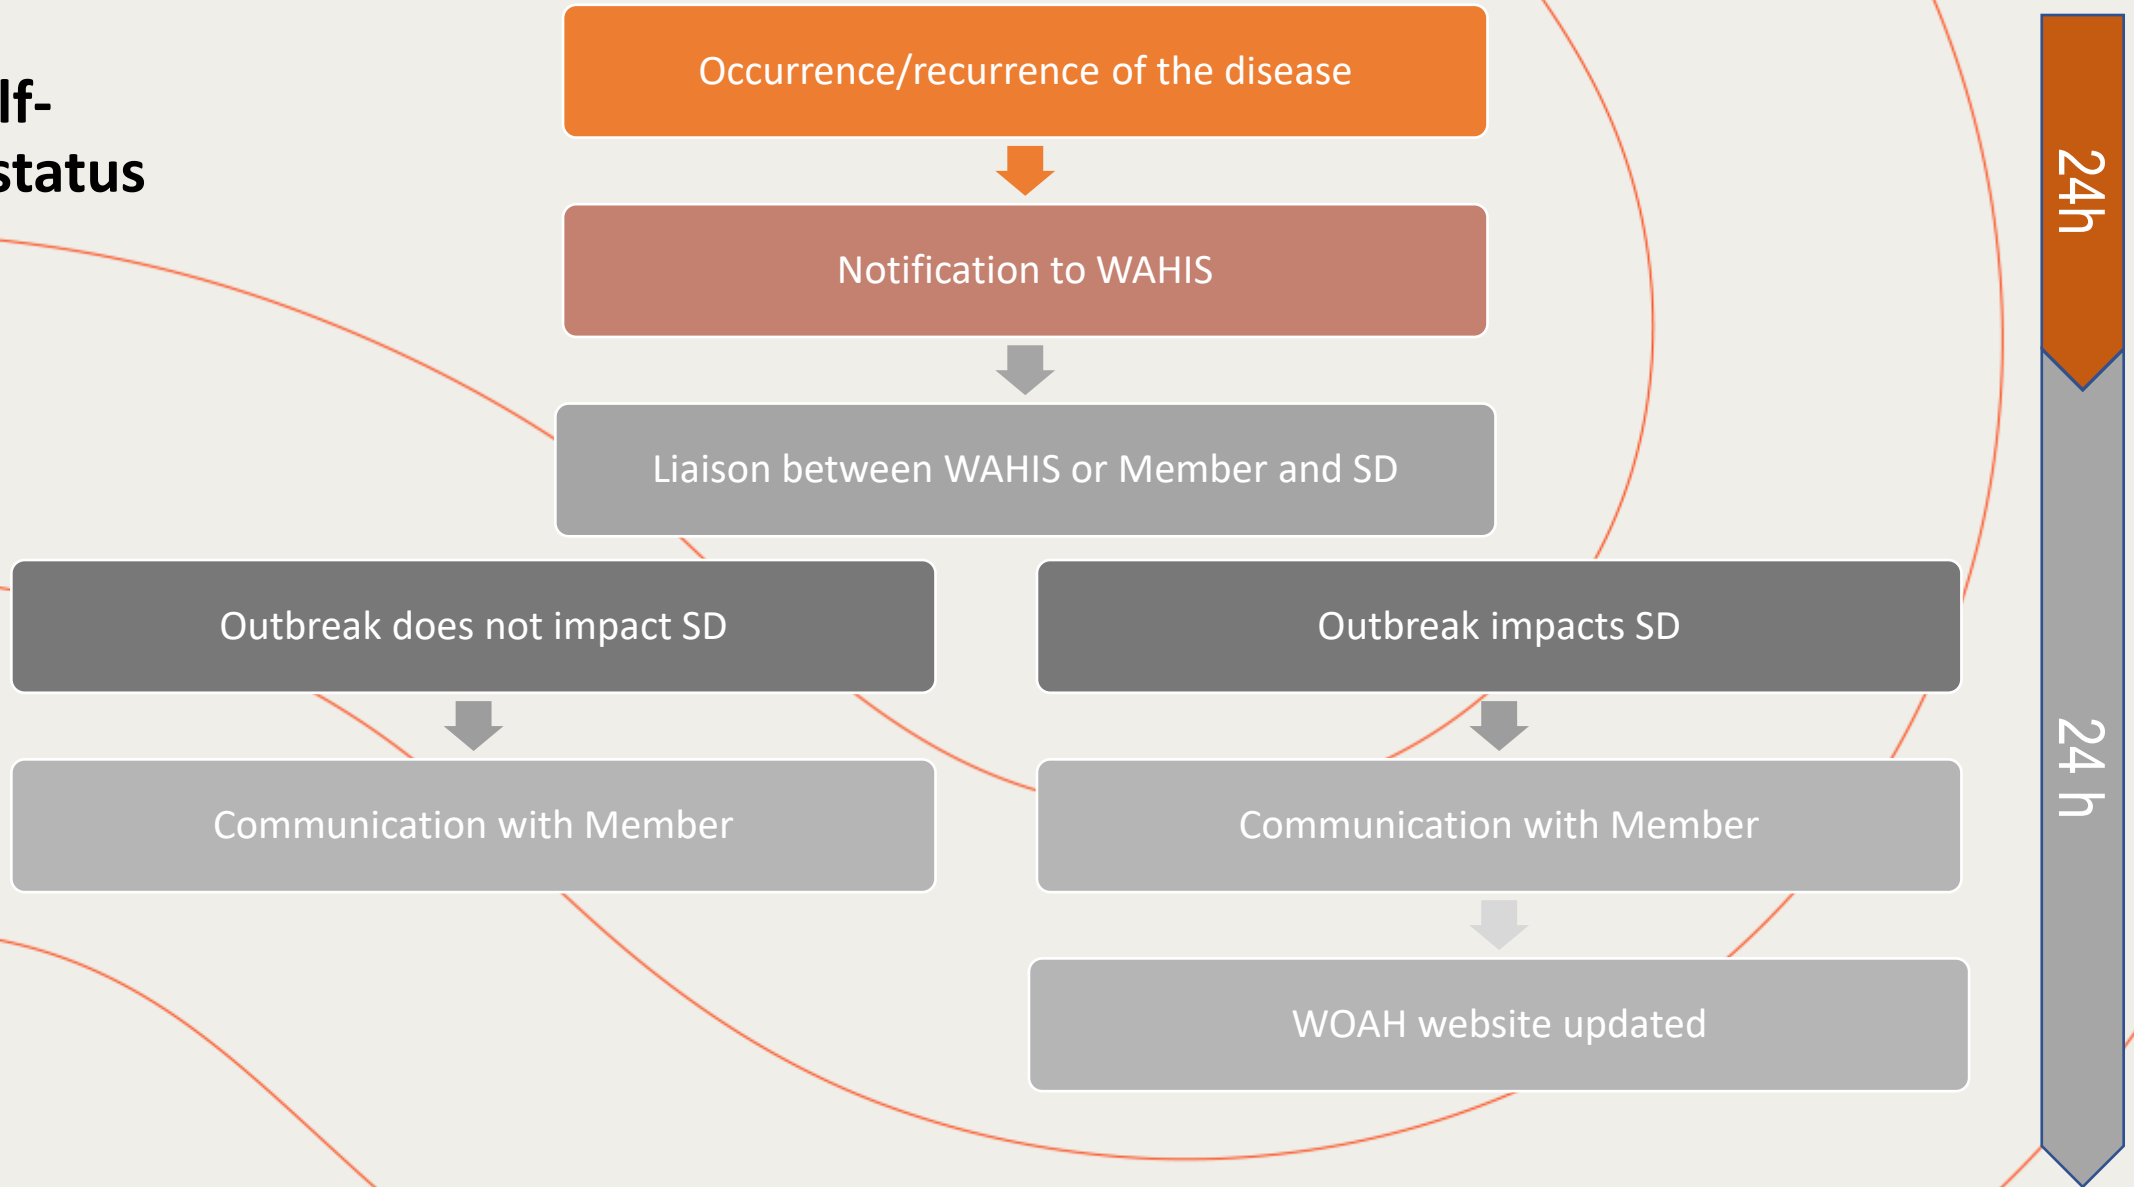 lf-
status
Occurrence/recurrence of the disease
Notification to WAHIS
Liaison between WAHIS or Member and SD
Outbreak does not impact SD
Outbreak impacts SD
Communication with Member
Communication with Member
WOAH website updated
24h
24 h